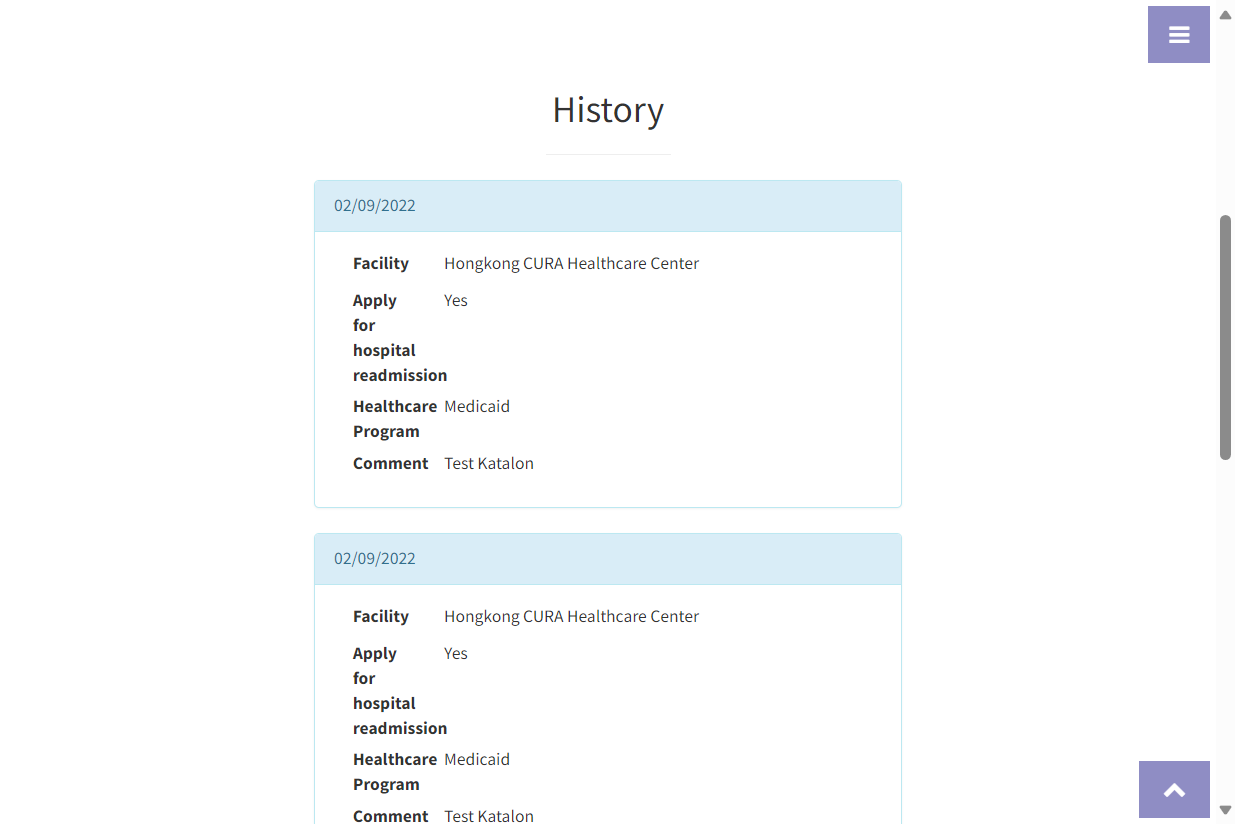 History
02/09/2022
Facility Hongkong CURA Healthcare Center
Apply Yes
for
hospital
readmission
Healthcare Medicaid
Program
Comment Test Katalon
02/09/2022
Facility Hongkong CURA Healthcare Center
Apply Yes
for
hospital
readmission
Healthcare Medicaid
Program
Comment Test Katalon